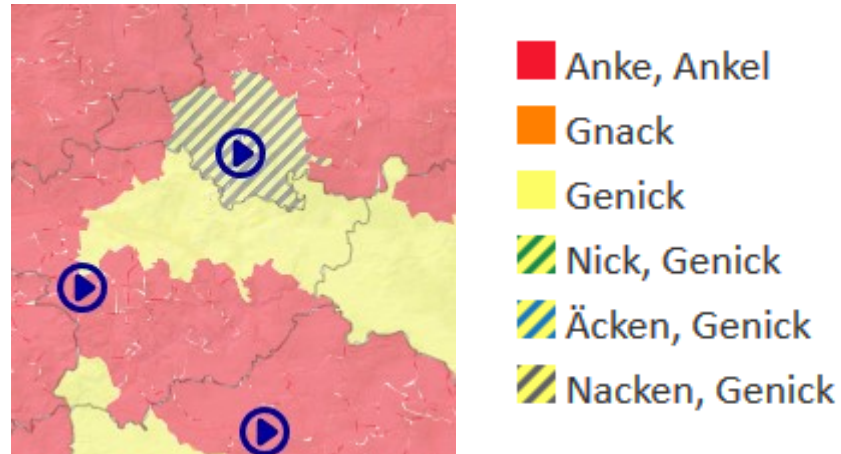 Anke, Ankel
Gnack
Genick
Nick, Genick
Äcken, Genick
Nacken, Genick